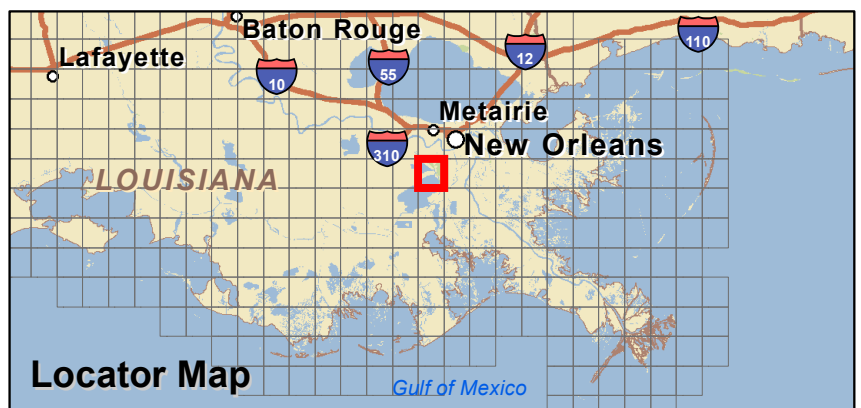 Baton Rouge
110
Lafayette
12
55
10
Metairie
310
New Orleans
LOUISIANA
Locator Map
Gulf of Mexico